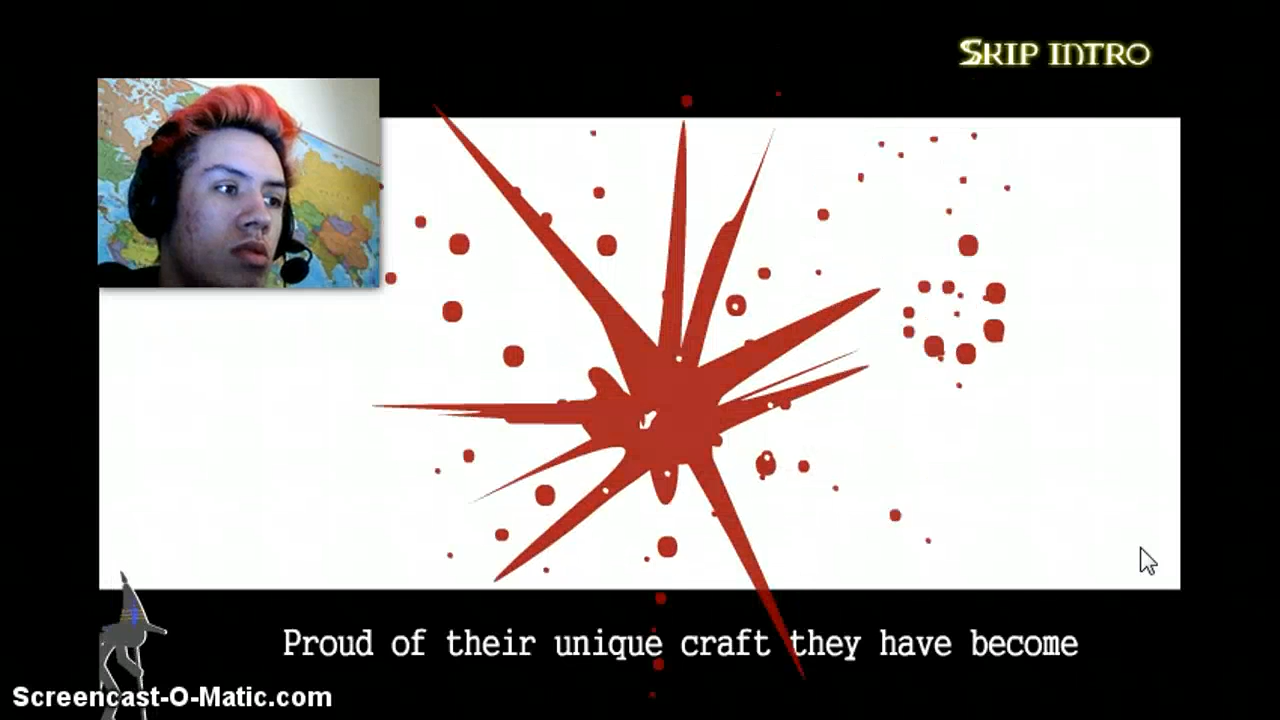 SKIP INTRO
Proud of their unique craft they have become
Screencast-O-Matic.com